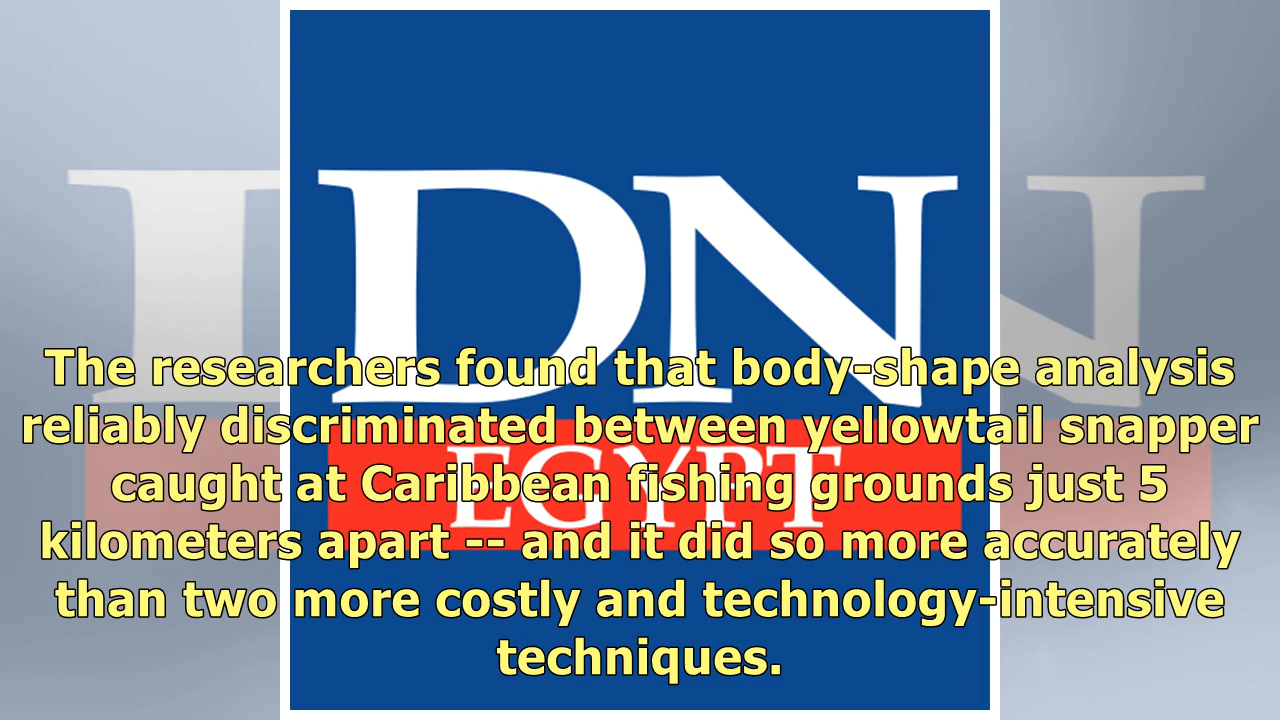 DN
EGYPT
The researchers found that body-shape analysis
reliably discriminated between yellowtail snapper
caught at Caribbean fishing grounds just 5
kilometers apart -- and it did so more accurately
than two more costly and technology-intensive
techniques.